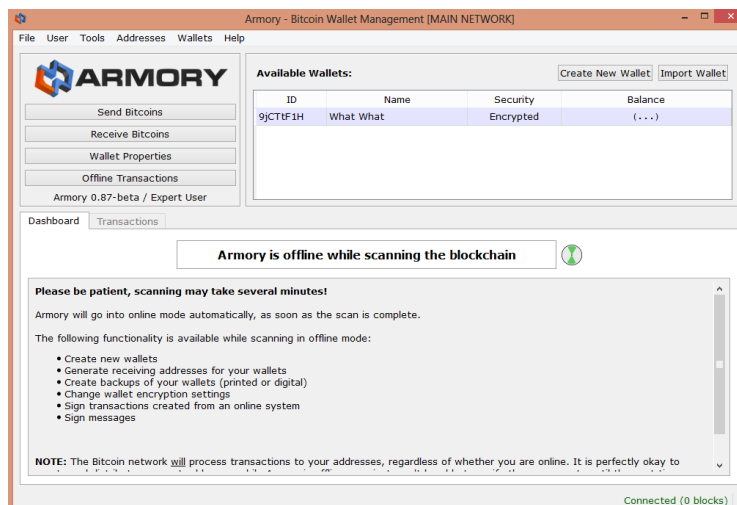 Armory - Bitcoin Wallet Management [MAIN NETWORK]
File User Tools Addresses Wallets Help
ARMORY
Send Bitcoins
Receive Bitcoins
Wallet Properties
Offline Transactions
Armory 0.87-beta / Expert User
Available Wallets:
Create New Wallet Import Wallet
ID Name Security Balance
9jCTtF1H What What Encrypted (...)
Dashboard Transactions
Armory is offline while scanning the blockchain
Please be patient, scanning may take several minutes!
Armory will go into online mode automatically, as soon as the scan is complete.
The following functionality is available while scanning in offline mode:
• Create new wallets
• Generate receiving addresses for your wallets
• Create backups of your wallets (printed or digital)
• Change wallet encryption settings
• Sign transactions created from an online system
• Sign messages
NOTE: The Bitcoin network will process transactions to your addresses, regardless of whether you are online. It is perfectly okay to
Connected (0 blocks)